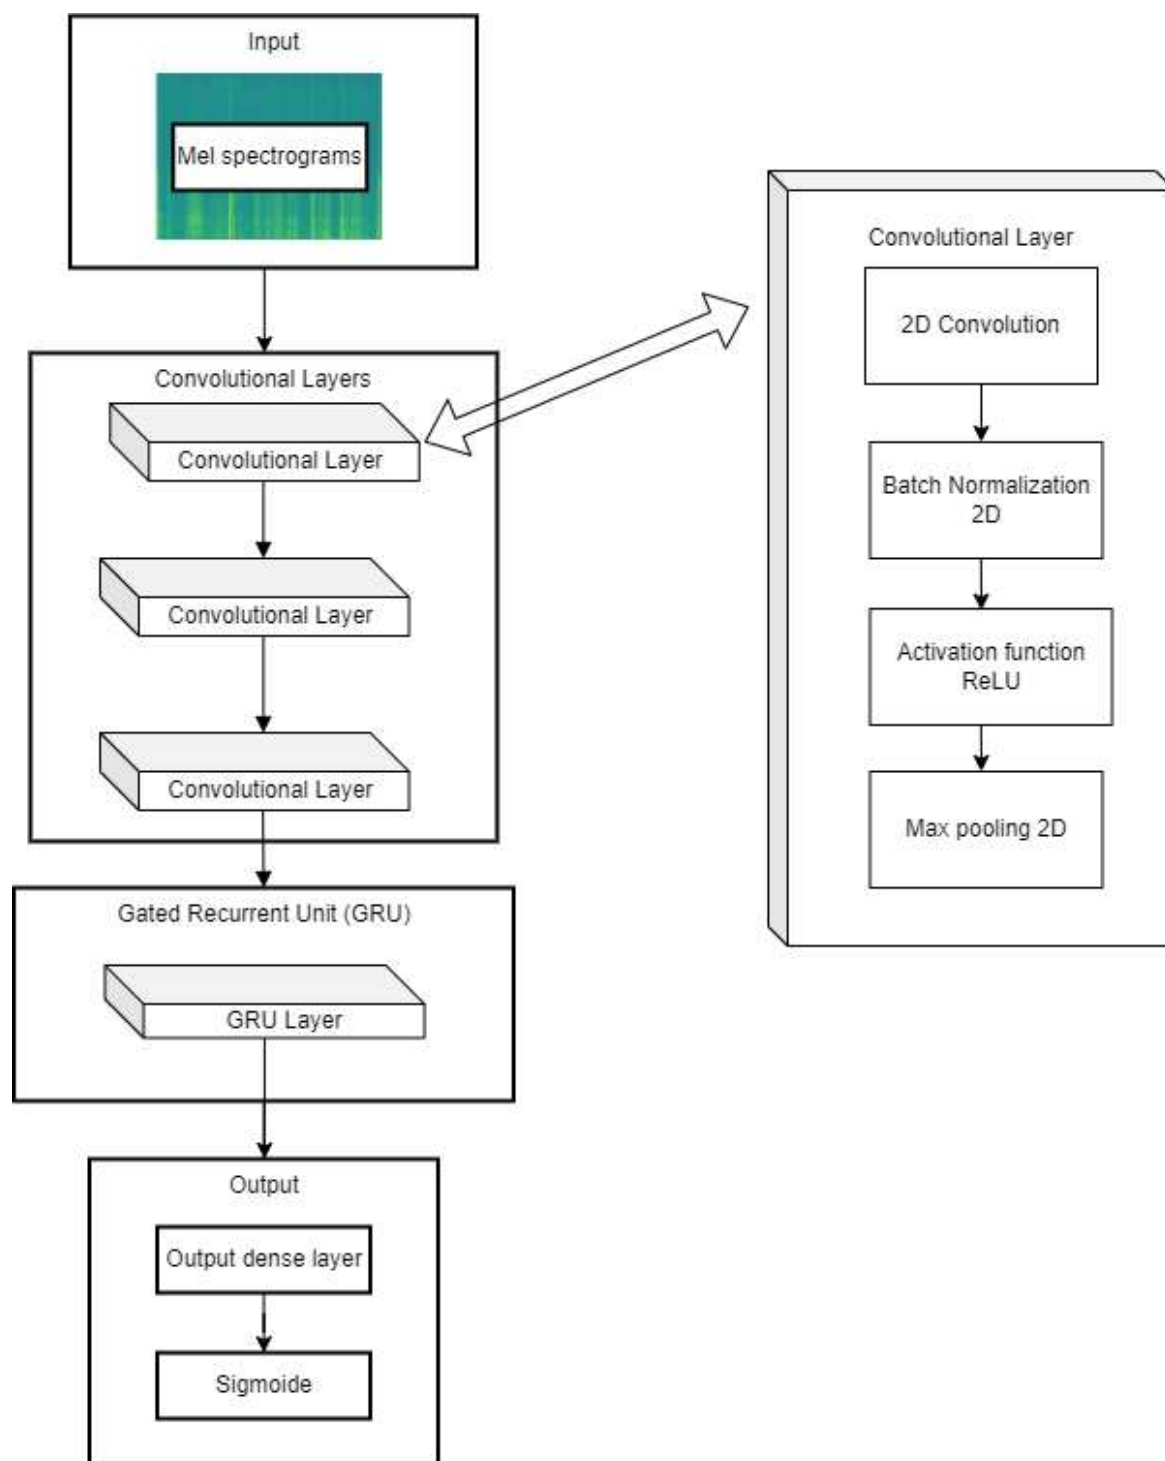 Input
Mel spectrograms
Convolutional Layers
Convolutional Layer
Convolutional Layer
Convolutional Layer
Gated Recurrent Unit (GRU)
GRU Layer
Output
Output dense layer
Sigmoide
Convolutional Layer
2D Convolution
Batch Normalization
2D
Activation function
ReLU
Max pooling 2D